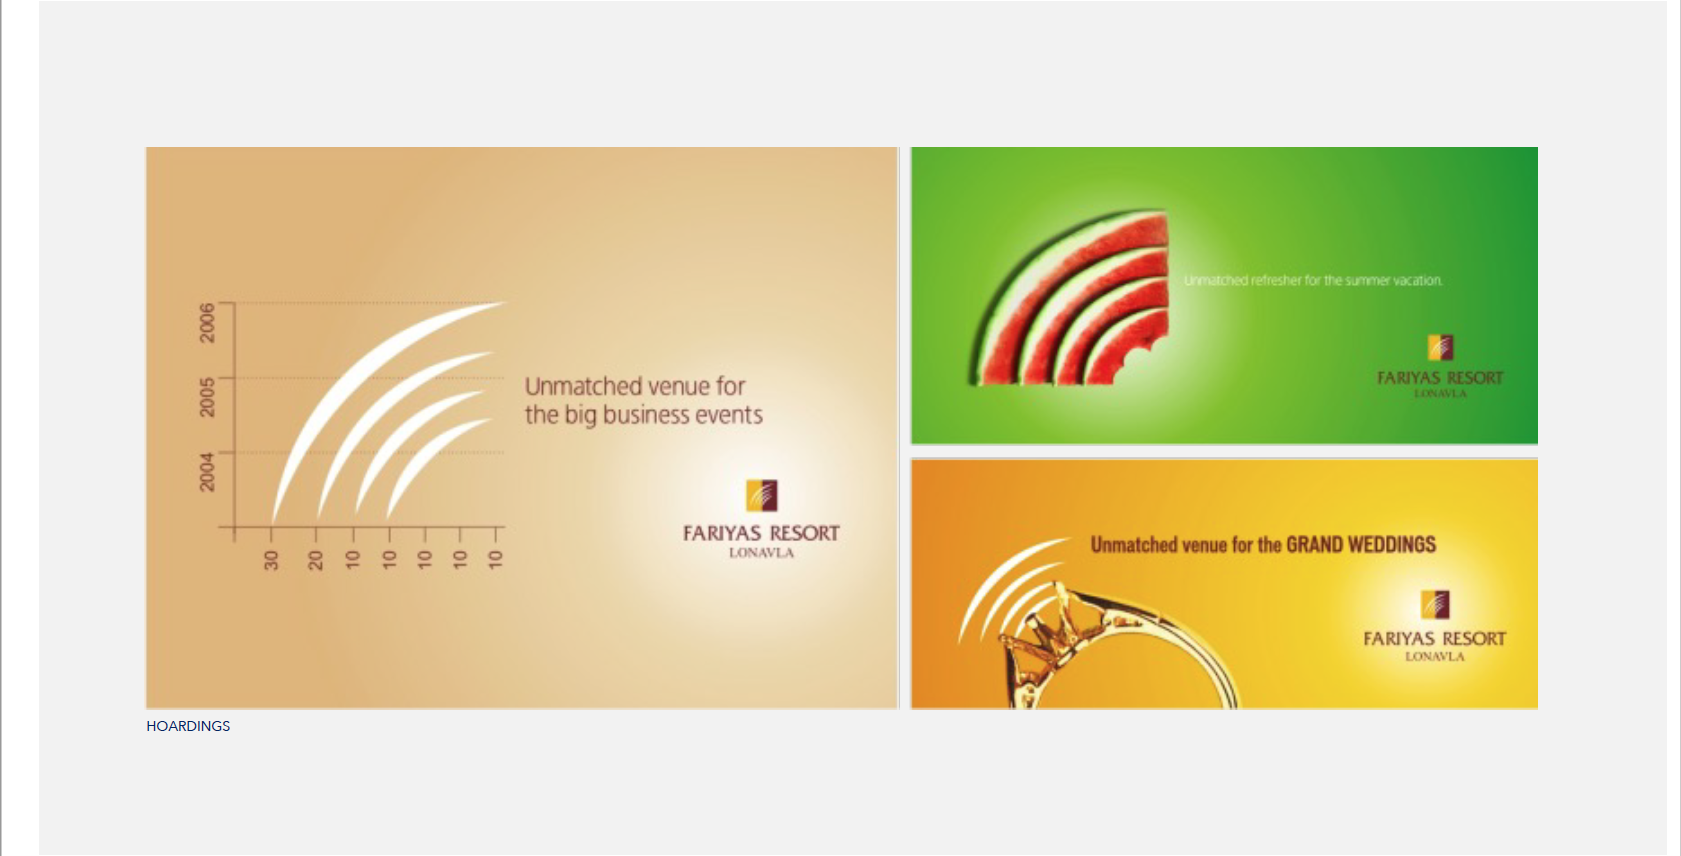 2006
2005
2004
30
20
10
10
10
10
10
Unmatched venue for
the big business events
FARIYAS RESORT
LONAVLA
Unmatched refresher for the summer vacation.
FARIYAS RESORT
LONAVLA
Unmatched venue for the GRAND WEDDINGS
FARIYAS RESORT
LONAVLA
HOARDINGS